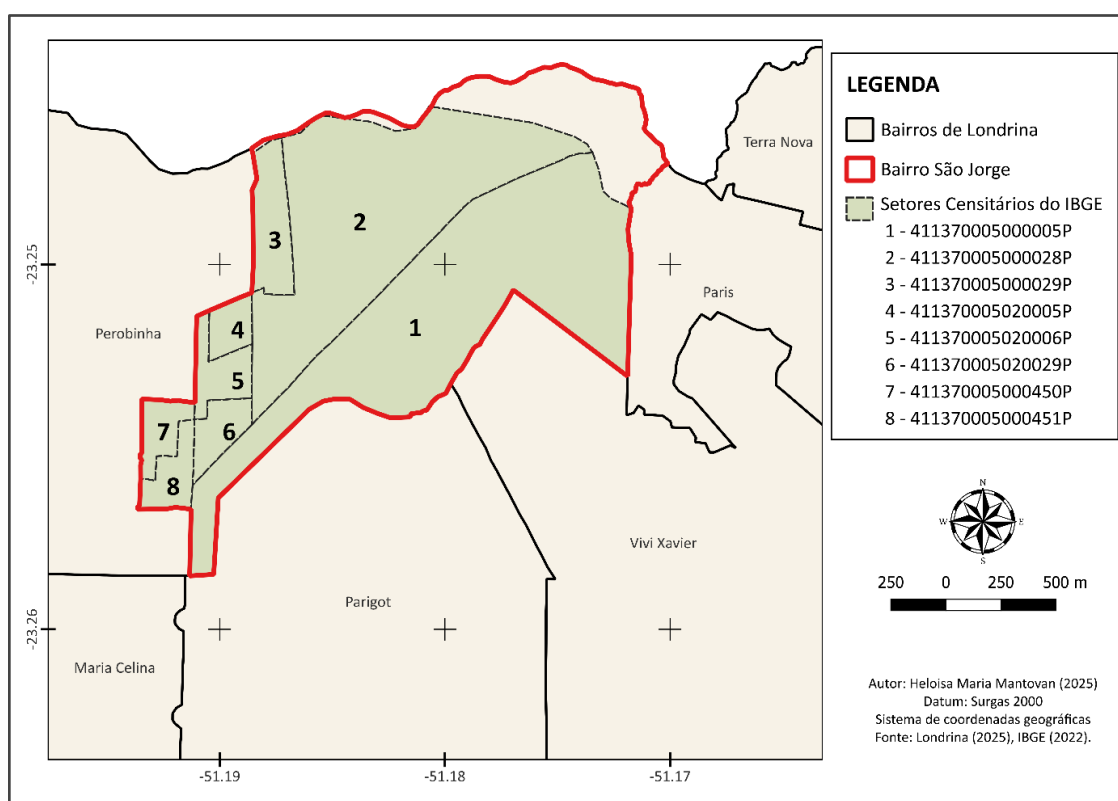 LEGENDA
Bairros de Londrina
Bairro São Jorge
Setores Censitários do IBGE
1 - 411370005000005P
2 - 411370005000028P
3 - 411370005000029P
4 - 411370005020005P
5 - 411370005020006P
6 - 411370005020029P
7 - 411370005000450P
8 - 411370005000451P
Terra Nova
2
3
-23.25
Paris
Perobinha
4
1
5
7
6
8
Vivi Xavier
Parigot
-23.26
Maria Celina
-51.19
-51.18
-51.17
N
W
E
S
250 0 250 500 m
Autor: Heloisa Maria Mantovan (2025)
Datum: Surgas 2000
Sistema de coordenadas geográficas
Fonte: Londrina (2025), IBGE (2022).